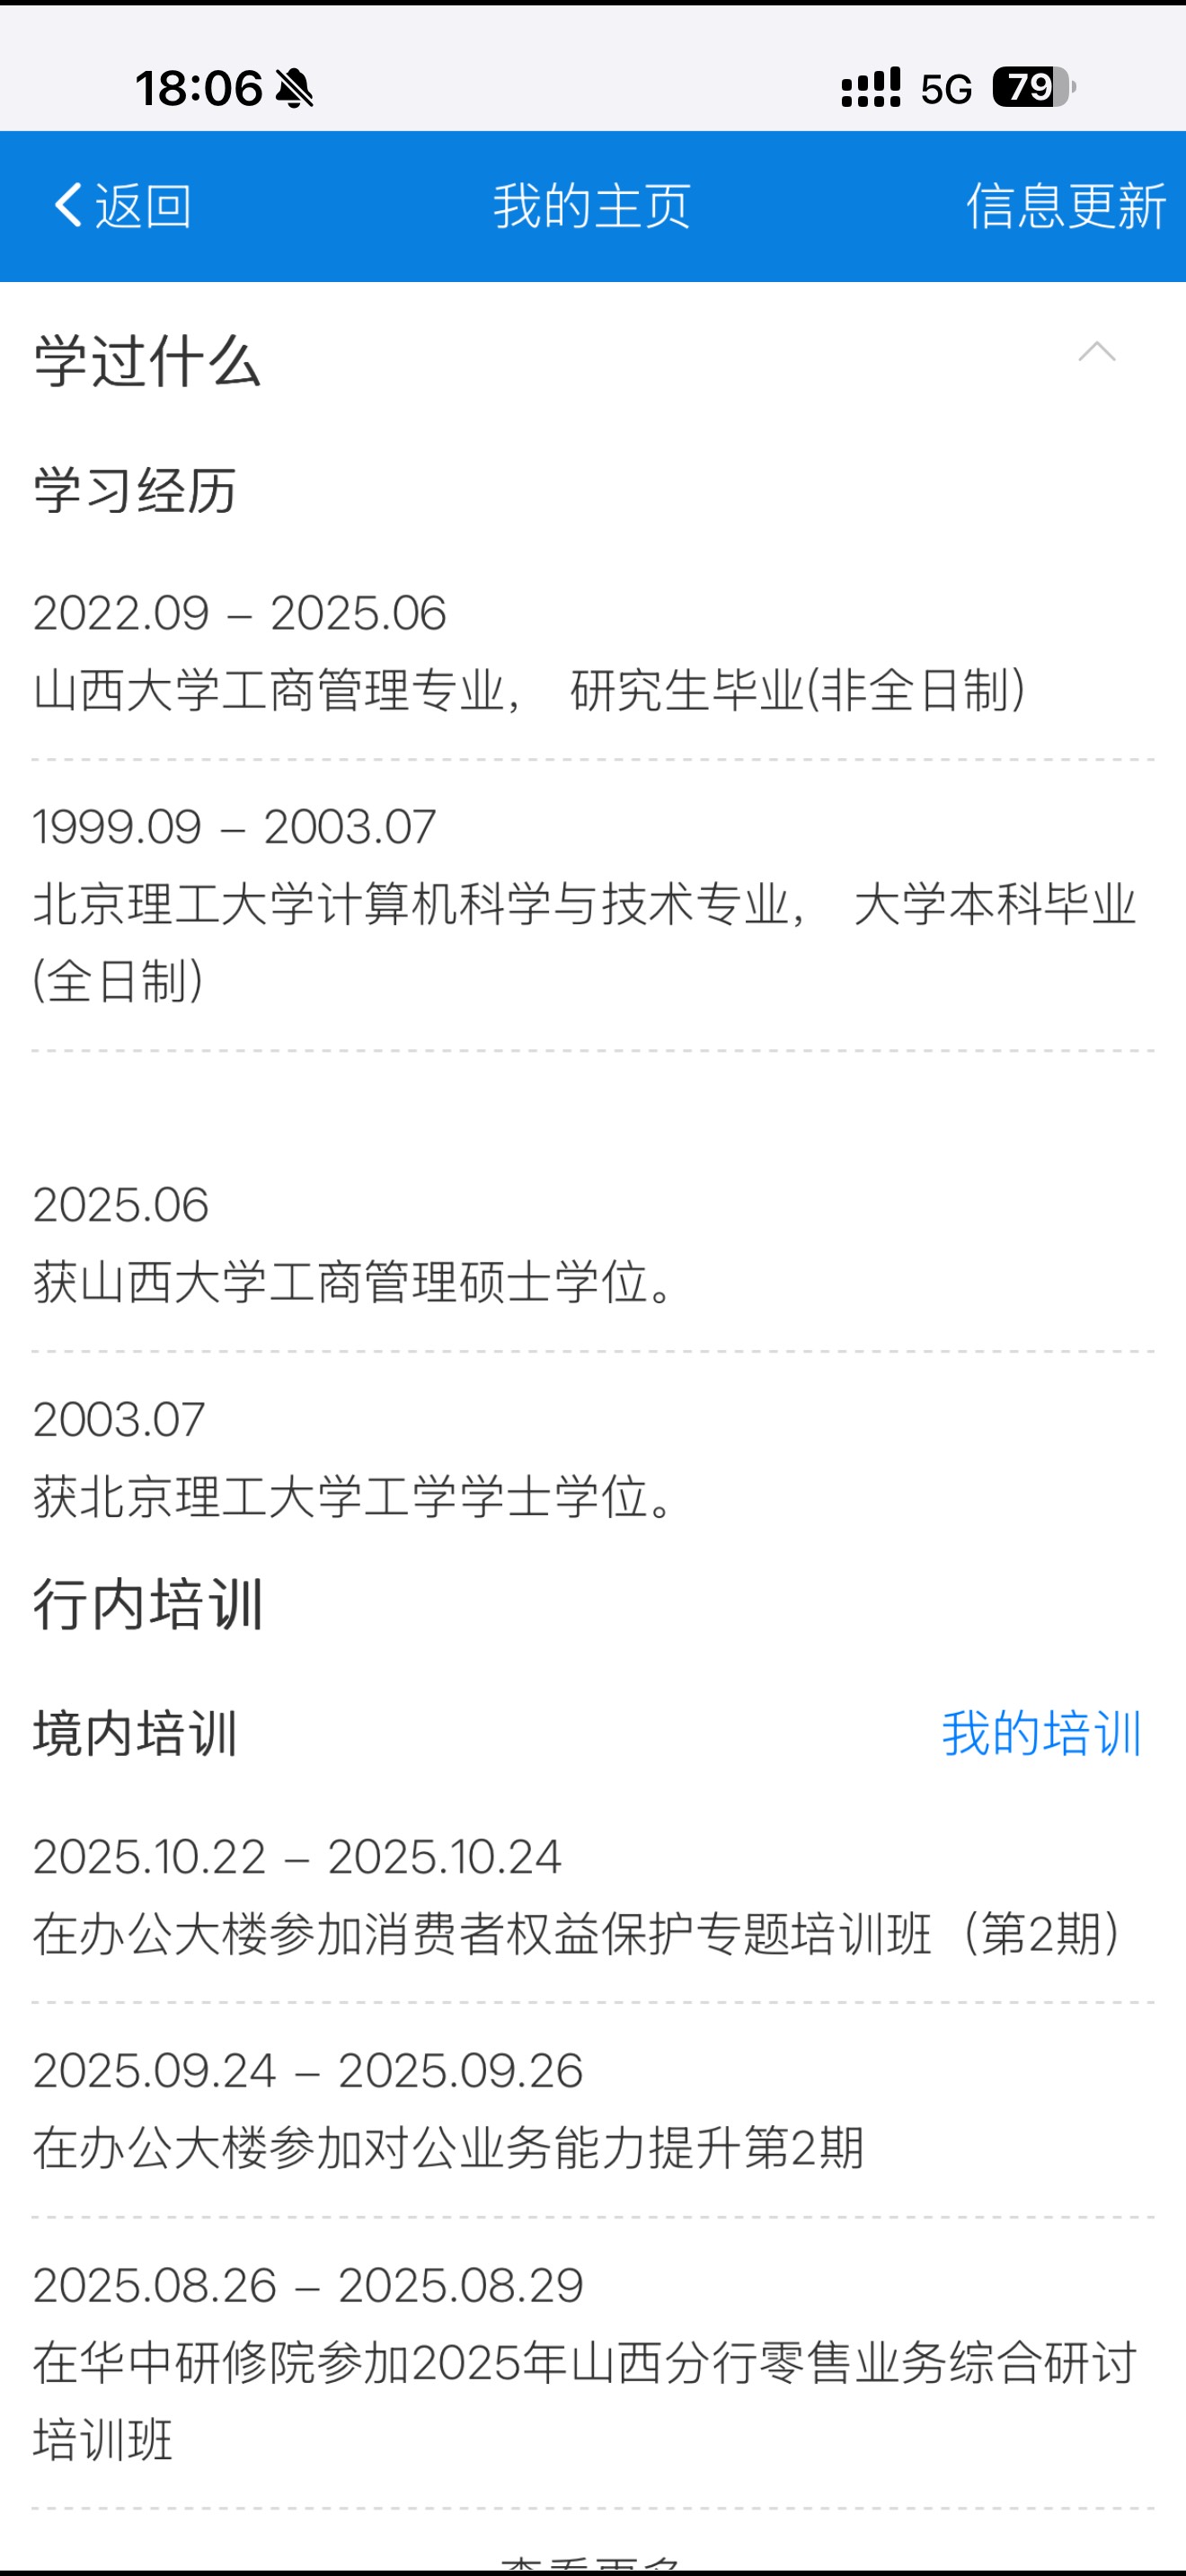 18:06
5G 79
返回 我的主页 信息更新
学过什么
学习经历
2022.09 – 2025.06
山西大学工商管理专业， 研究生毕业(非全日制)
1999.09 – 2003.07
北京理工大学计算机科学与技术专业， 大学本科毕业
(全日制)
2025.06
获山西大学工商管理硕士学位。
2003.07
获北京理工大学工学学士学位。
行内培训
境内培训 我的培训
2025.10.22 – 2025.10.24
在办公大楼参加消费者权益保护专题培训班（第2期）
2025.09.24 – 2025.09.26
在办公大楼参加对公业务能力提升第2期
2025.08.26 – 2025.08.29
在华中研修院参加2025年山西分行零售业务综合研讨
培训班